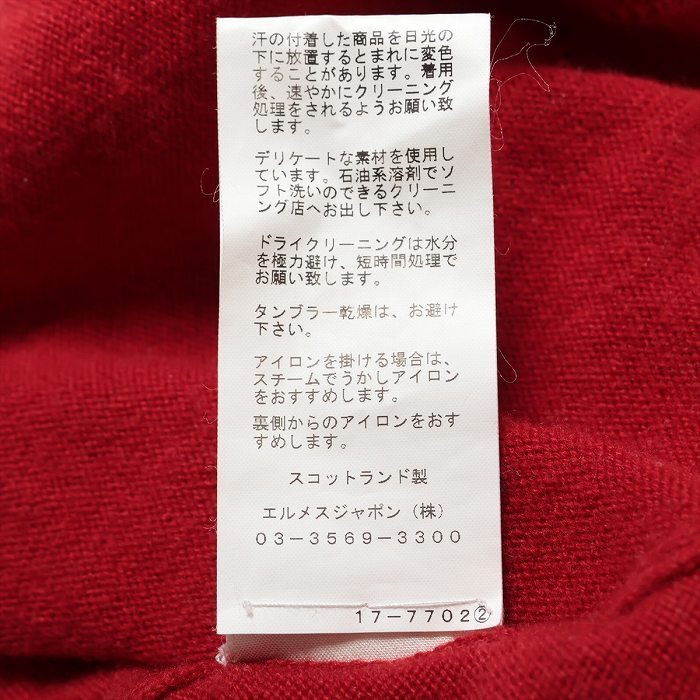 汗の付着した商品を日光の
下に放置するとまれに変色
することがあります。着用
後、速やかにクリーニング
処理をされるようお願い致
します。
デリケートな素材を使用し
ています。石油系溶剤でソ
フト洗いのできるクリーニ
ング店へお出し下さい。
ドライクリーニングは水分
を極力避け、短時間処理で
お願い致します。
タンブラー乾燥は、お避け
下さい。
アイロンを掛ける場合は、
スチームでうかしアイロン
をおすすめします。
裏側からのアイロンをおす
すめします。
スコットランド製
エルメスジャポン(株)
03-3569-3300
17-7702②